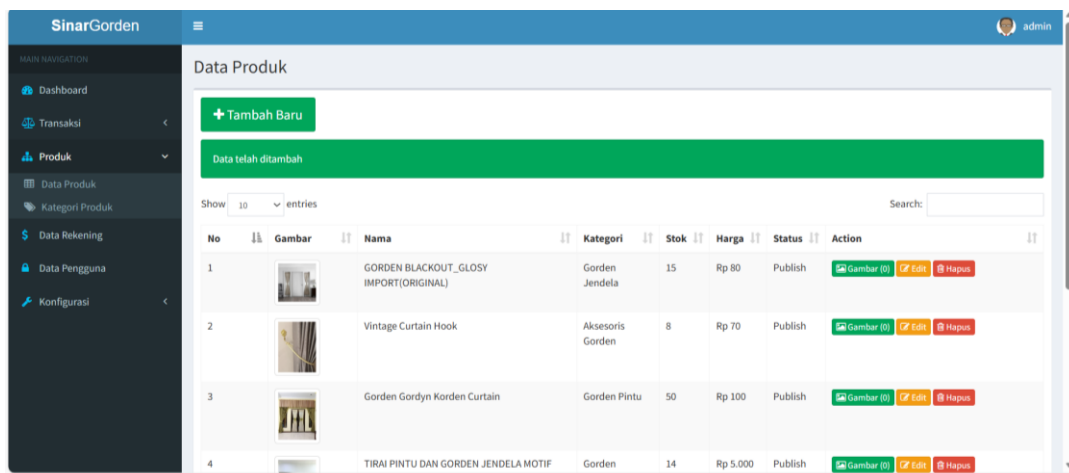 SinarGorden
admin
MAIN NAVIGATION
Dashboard
Transaksi
Produk
Data Produk
Kategori Produk
Data Rekening
Data Pengguna
Konfigurasi
Data Produk
Tambah Baru
Data telah ditambah
Show 10 entries
Search:
No Gambar Nama Kategori Stok Harga Status Action
1 GORDEN BLACKOUT_GLOSY Gorden 15 Rp 80 Publish Gambar (0) Edit Hapus
IMPORT(ORIGINAL) Jendela
2 Vintage Curtain Hook Aksesoris 8 Rp 70 Publish Gambar (0) Edit Hapus
Gorden
3 Gorden Gordyn Korden Curtain Gorden Pintu 50 Rp 100 Publish Gambar (0) Edit Hapus
4 TIRAI PINTU DAN GORDEN JENDELA MOTIF Gorden 14 Rp 5.000 Publish Gambar (0) Edit Hapus